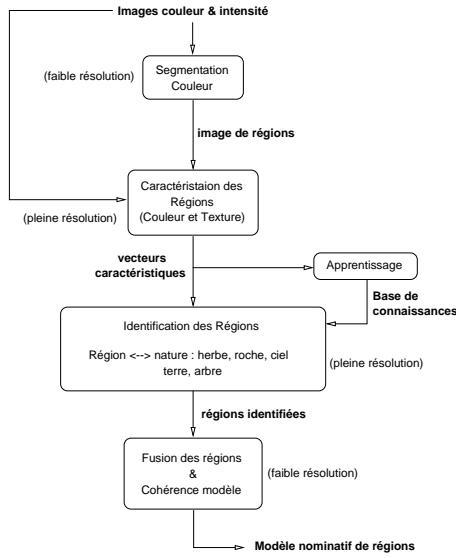 Images couleur & intensité
(faible résolution)
Segmentation
Couleur
image de régions
Caractéristaion des
Régions
(Couleur et Texture)
(pleine résolution)
vecteurs
caractéristiques
Apprentissage
Base de
connaissances
Identification des Régions
Région <--> nature : herbe, roche, ciel
terre, arbre
(pleine résolution)
régions identifiées
Fusion des régions
&
Cohérence modèle
(faible résolution)
Modèle nominatif de régions